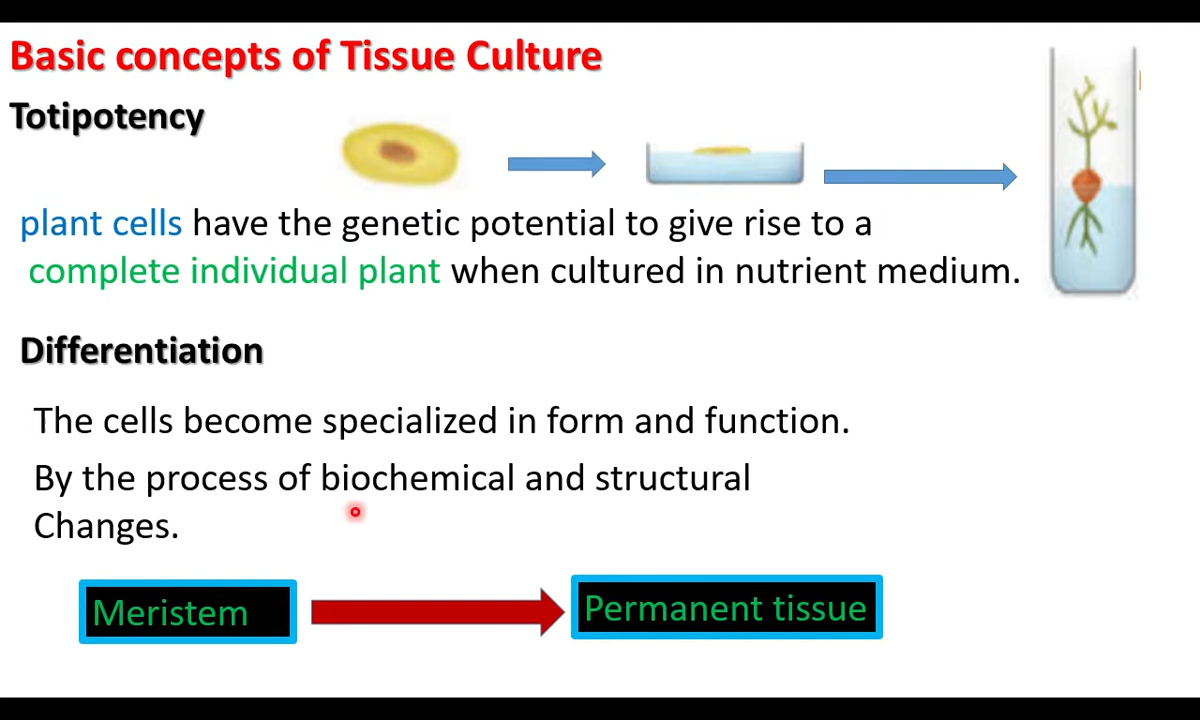 Basic concepts of Tissue Culture
Totipotency
plant cells have the genetic potential to give rise to a
complete individual plant when cultured in nutrient medium.
Differentiation
The cells become specialized in form and function.
By the process of biochemical and structural
Changes.
Meristem
Permanent tissue